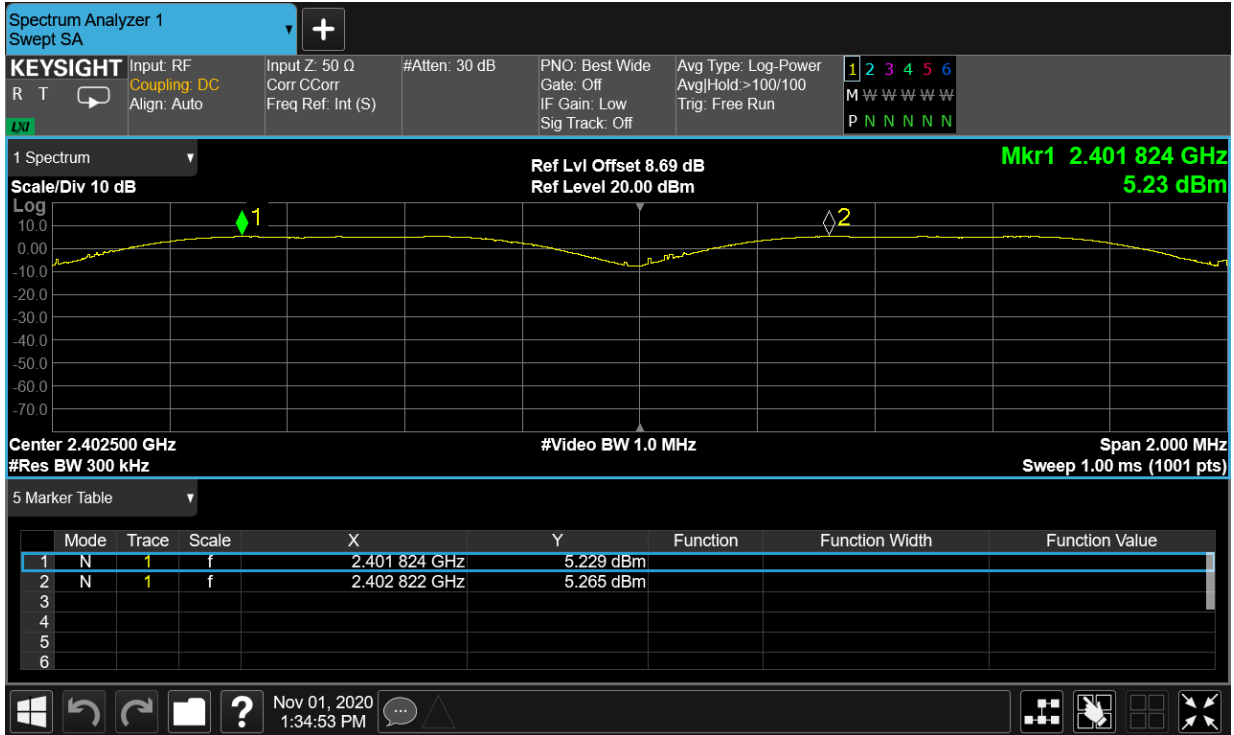 Spectrum Analyzer 1
Swept SA
+
KEYSIGHT
R T
LXI
Input: RF
Coupling: DC
Align: Auto
Input Z: 50 Ω
Corr CCorr
Freq Ref: Int (S)
#Atten: 30 dB
PNO: Best Wide
Gate: Off
IF Gain: Low
Sig Track: Off
Avg Type: Log-Power
Avg|Hold:>100/100
Trig: Free Run
1 2 3 4 5 6
M W W W W W
P N N N N N
1 Spectrum
Scale/Div 10 dB
Ref Lvl Offset 8.69 dB
Ref Level 20.00 dBm
Mkr1 2.401 824 GHz
5.23 dBm
Log
10.0
0.00
-10.0
-20.0
-30.0
-40.0
-50.0
-60.0
-70.0
1
2
Center 2.402500 GHz
#Res BW 300 kHz
#Video BW 1.0 MHz
Span 2.000 MHz
Sweep 1.00 ms (1001 pts)
5 Marker Table
Mode Trace Scale X Y Function Function Width Function Value
1 N 1 f 2.401 824 GHz 5.229 dBm
2 N 1 f 2.402 822 GHz 5.265 dBm
3
4
5
6
?
Nov 01, 2020
1:34:53 PM